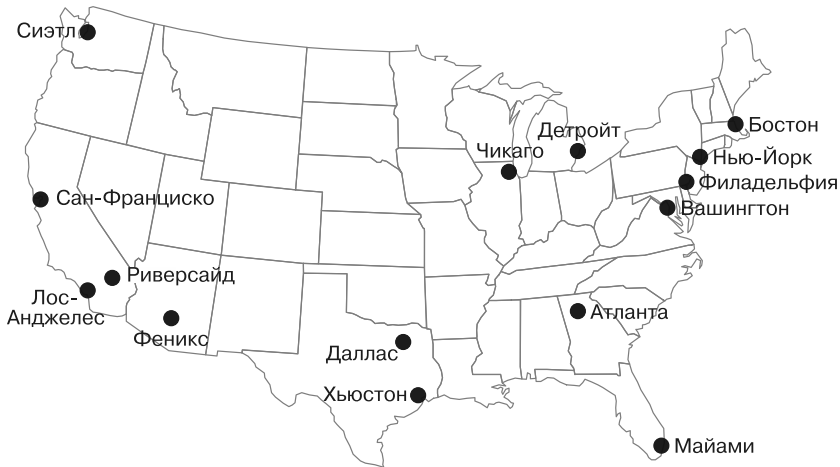 Сиэтл
Бостон
Детройт
Чикаго
Нью-Йорк
Филадельфия
Сан-Франциско
Вашингтон
Риверсайд
Лос-
Анджелес
Атланта
Феникс
Даллас
Хьюстон
Майами